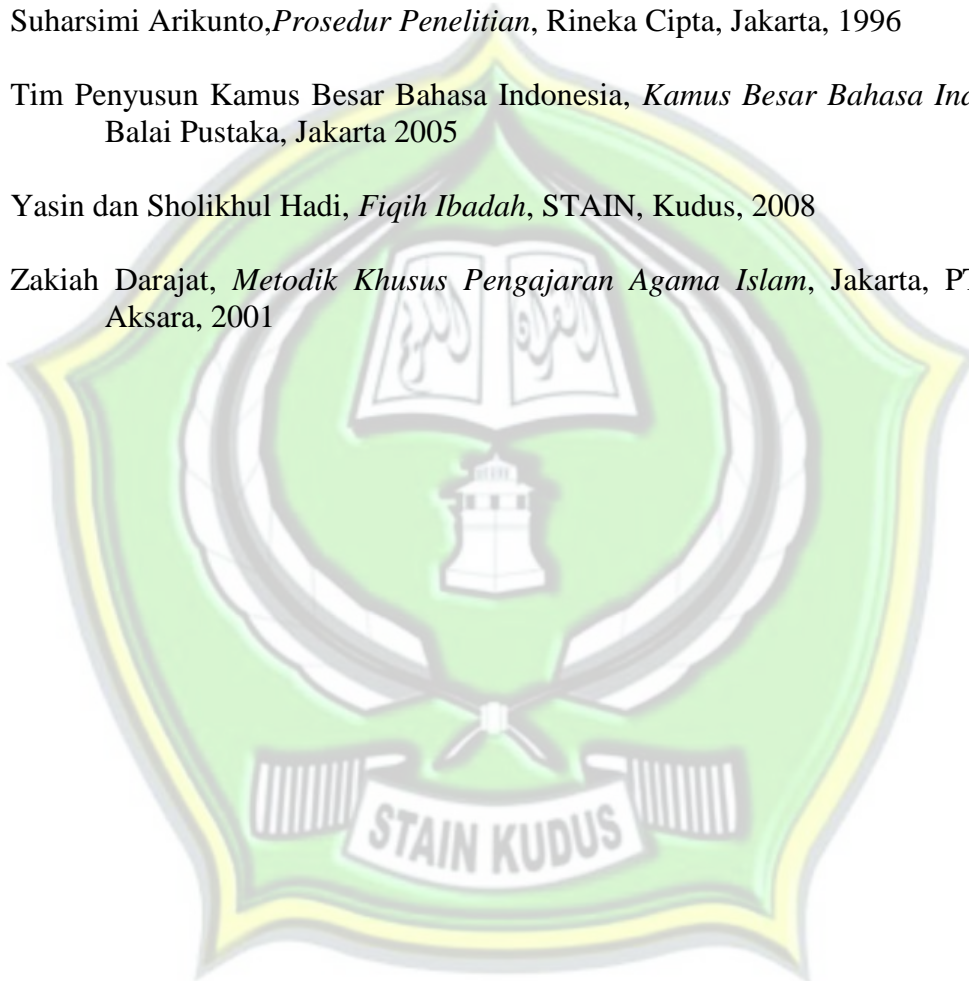 Suharsimi Arikunto,Prosedur Penelitian, Rineka Cipta, Jakarta, 1996
Tim Penyusun Kamus Besar Bahasa Indonesia, Kamus Besar Bahasa
Balai Pustaka, Jakarta 2005
Yasin dan Sholikhul Hadi, Fiqih Ibadah, STAIN, Kudus, 2008
Zakiah Darajat, Metodik Khusus Pengajaran Agama Islam, Jakarta, PT
Aksara, 2001
STAIN KUDUS